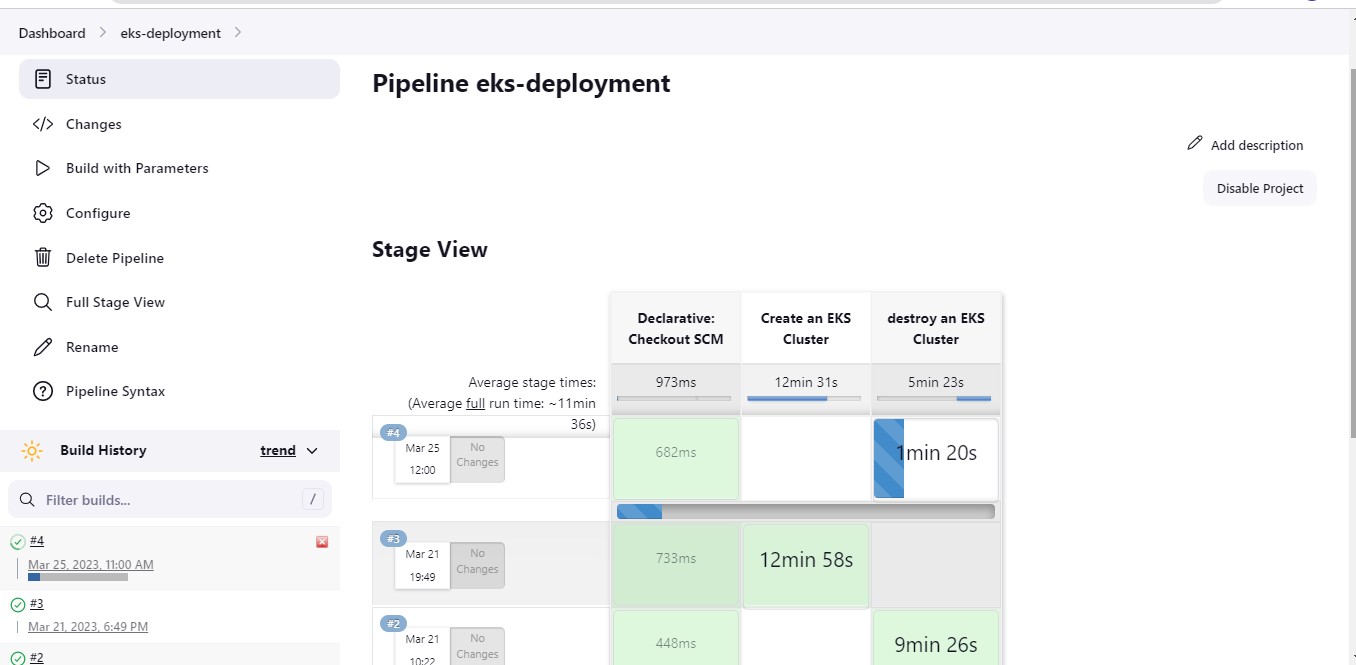 Dashboard
eks-deployment
Status
Changes
Build with Parameters
Configure
Delete Pipeline
Full Stage View
Rename
Pipeline Syntax
Build History
trend
Filter builds...
/
#4
Mar 25, 2023, 11:00 AM
#3
Mar 21, 2023, 6:49 PM
#2
Pipeline eks-deployment
Add description
Disable Project
Stage View
Declarative:
Checkout SCM
Create an EKS
Cluster
destroy an EKS
Cluster
Average stage times:
(Average full run time: ~11min
36s)
973ms
12min 31s
5min 23s
#4
Mar 25
12:00
No
Changes
682ms
1min 20s
#3
Mar 21
19:49
No
Changes
733ms
12min 58s
#2
Mar 21
10:22
No
Changes
448ms
9min 26s